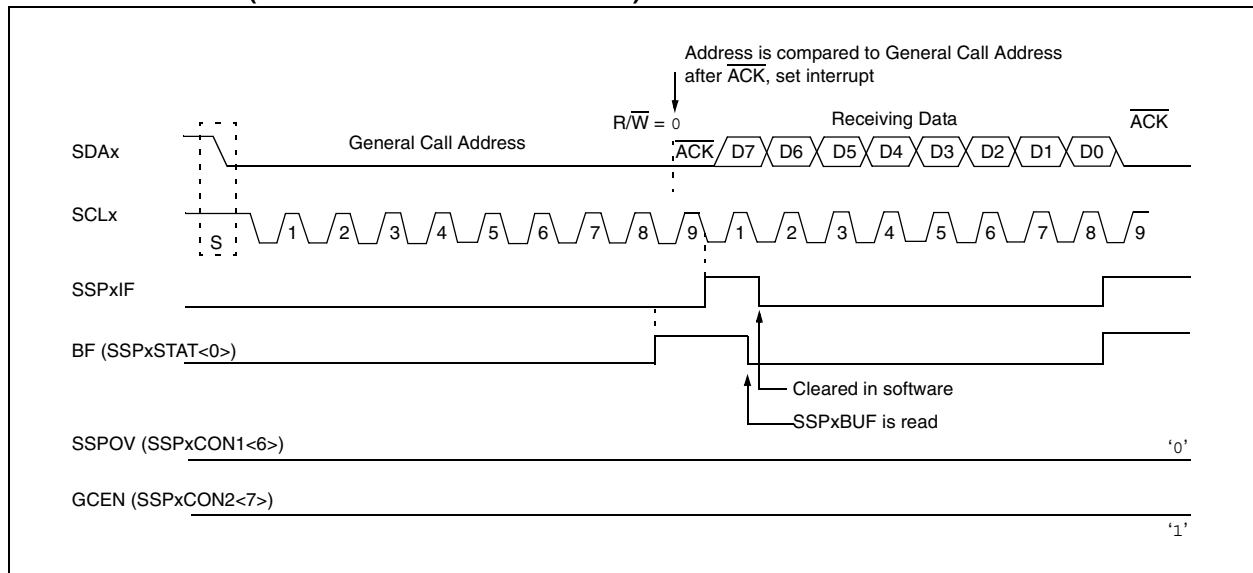 Address is compared to General Call Address
after ACK, set interrupt
R/W = 0
Receiving Data
ACK
General Call Address
SDAx
ACK D7 D6 D5 D4 D3 D2 D1 D0
SCLx
S
1 2 3 4 5 6 7 8 9 1 2 3 4 5 6 7 8 9
SSPxIF
BF (SSPxSTAT<0>)
Cleared in software
SSPxBUF is read
SSPOV (SSPxCON1<6>)
‘0’
GCEN (SSPxCON2<7>)
‘1’